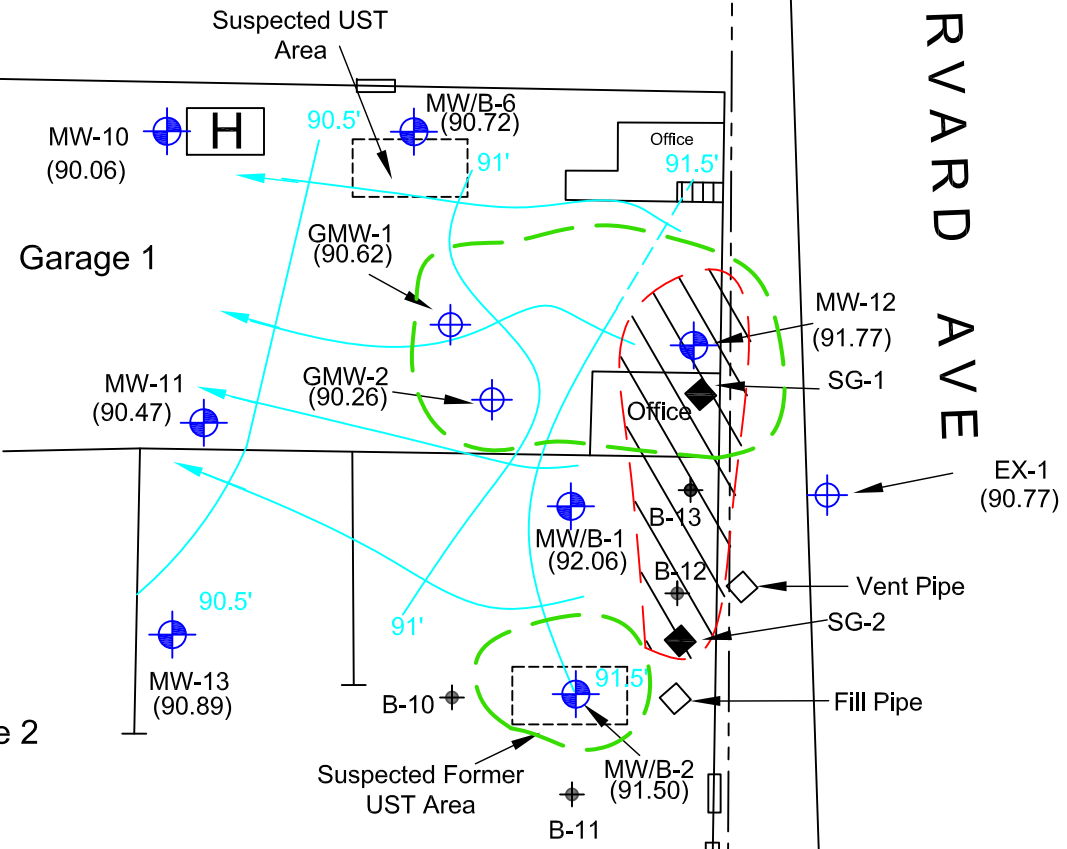 Suspected UST
Area
RVARD AVE
MW/B-6
(90.72)
MW-10
(90.06)
H
90.5'
91'
Office
91.5'
GMW-1
(90.62)
Garage 1
MW-12
(91.77)
GMW-2
(90.26)
MW-11
(90.47)
SG-1
Office
EX-1
(90.77)
B-13
MW/B-1
(92.06)
B-12
Vent Pipe
90.5'
91'
SG-2
MW-13
(90.89)
91.5'
B-10
Fill Pipe
e 2
Suspected Former
UST Area
MW/B-2
(91.50)
B-11